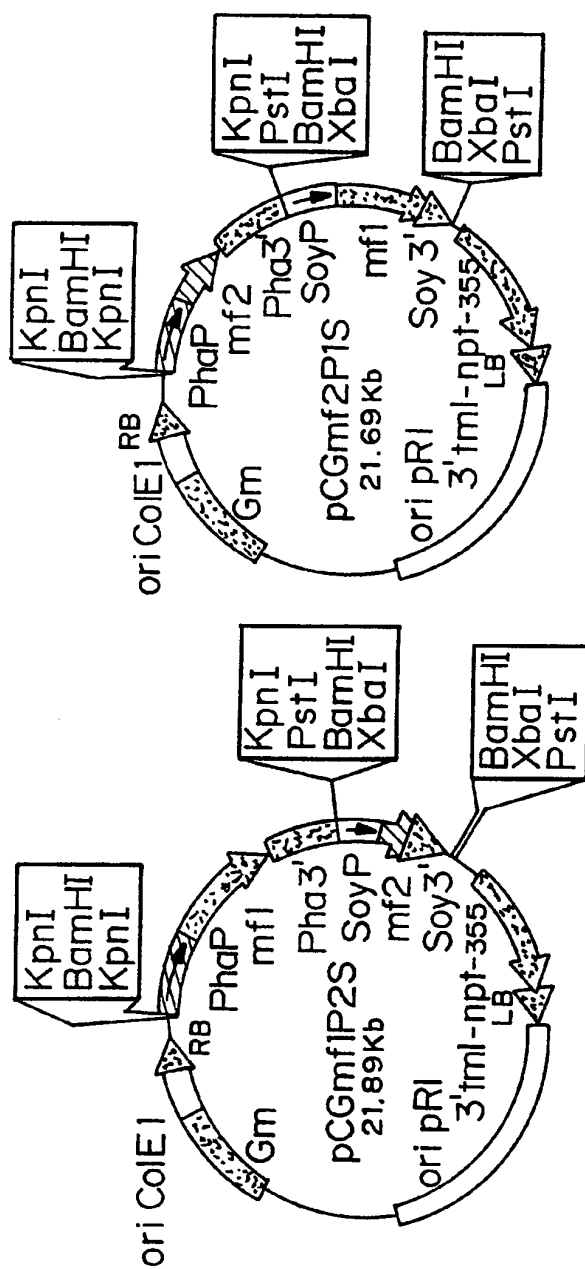 KpnI
BamHI
KpnI
ori ColE1
RB
PhaP
mf1
Pha3'
KpnI
PstI
BamHI
XbaI
SoyP
mf2
Soy3'
BamHI
XbaI
PstI
Gm
pCGmf1P2S
21.89Kb
ori pRI
3'tml-npt-355
LB
KpnI
BamHI
KpnI
ori ColE1
RB
PhaP
mf2
Pha3'
KpnI
PstI
BamHI
XbaI
SoyP
mf1
Soy 3'
BamHI
XbaI
PstI
Gm
pCGmf2P1S
21.69Kb
ori pRI
3'tml-npt-355
LB